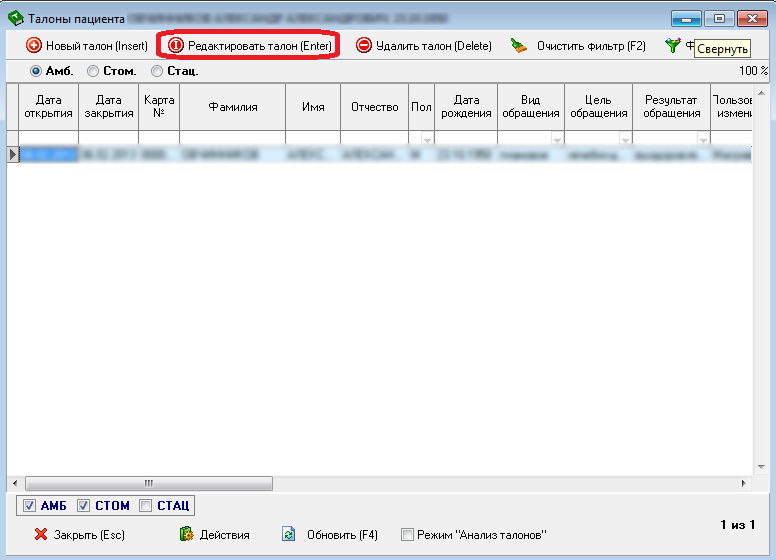 Талоны пациента
Новый талон (Insert) Редактировать талон (Enter) Удалить талон (Delete) Очистить фильтр (F2) Ф
Свернуть
Амб. Стом. Стац. 100 %
Дата открытия Дата закрытия Карта № Фамилия Имя Отчество Пол Дата рождения Вид обращения Цель обращения Результат обращения Пользов измени
АМБ СТОМ СТАЦ
Закрыть (Esc) Действия Обновить (F4) Режим "Анализ талонов" 1 из 1